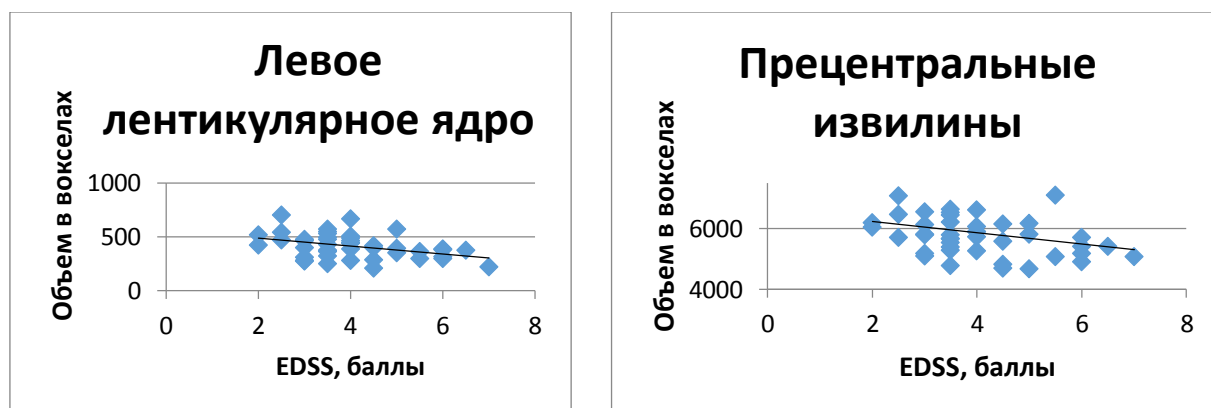 Левое
лентикулярное ядро
Объем в вокселах
1000
500
0
0 2 4 6 8
EDSS, баллы
Прецентральные
извилины
Объем в вокселах
6000
4000
0 2 4 6 8
EDSS, баллы